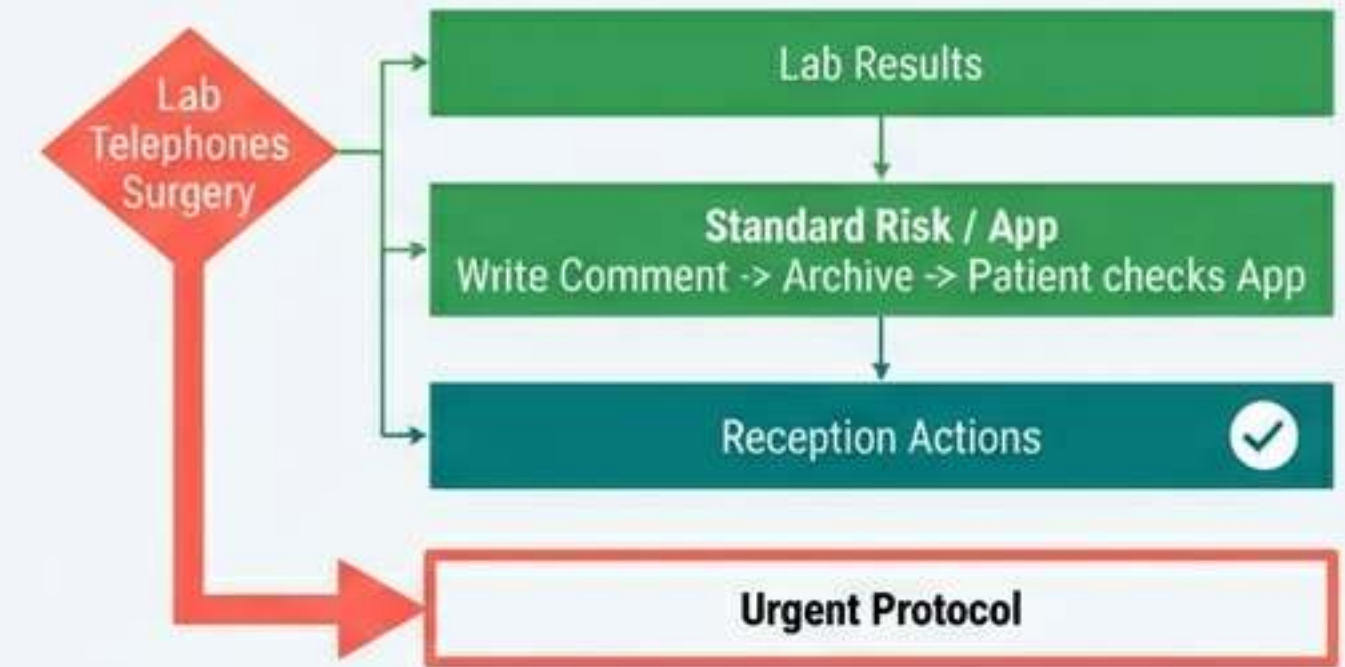 Lab
Telephones
Surgery
Lab Results
Standard Risk / App
Write Comment -> Archive -> Patient checks App
Reception Actions
Urgent Protocol